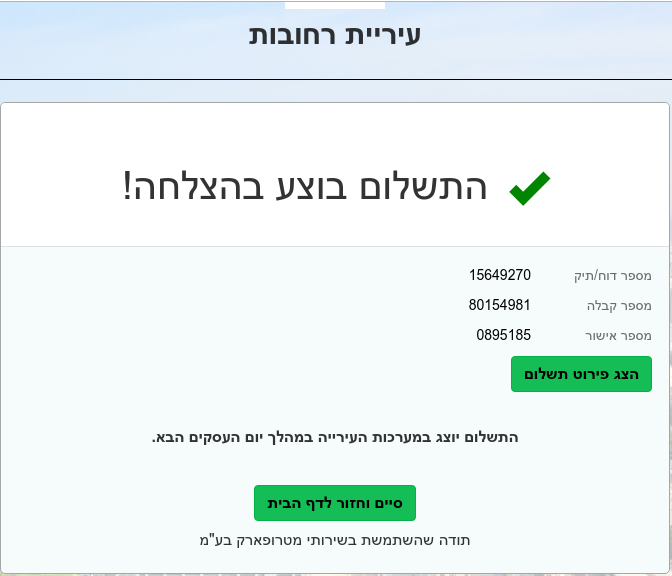 עיריית רחובות
התשלום בוצע בהצלחה!
מספר דוח/תיק 15649270
מספר קבלה 80154981
מספר אישור 0895185
הצג פירוט תשלום
התשלום יוצג במערכות העירייה במהלך יום העסקים הבא.
סיים וחזור לדף הבית
תודה שהשתמשת בשירותי מטרופארק בע"מ